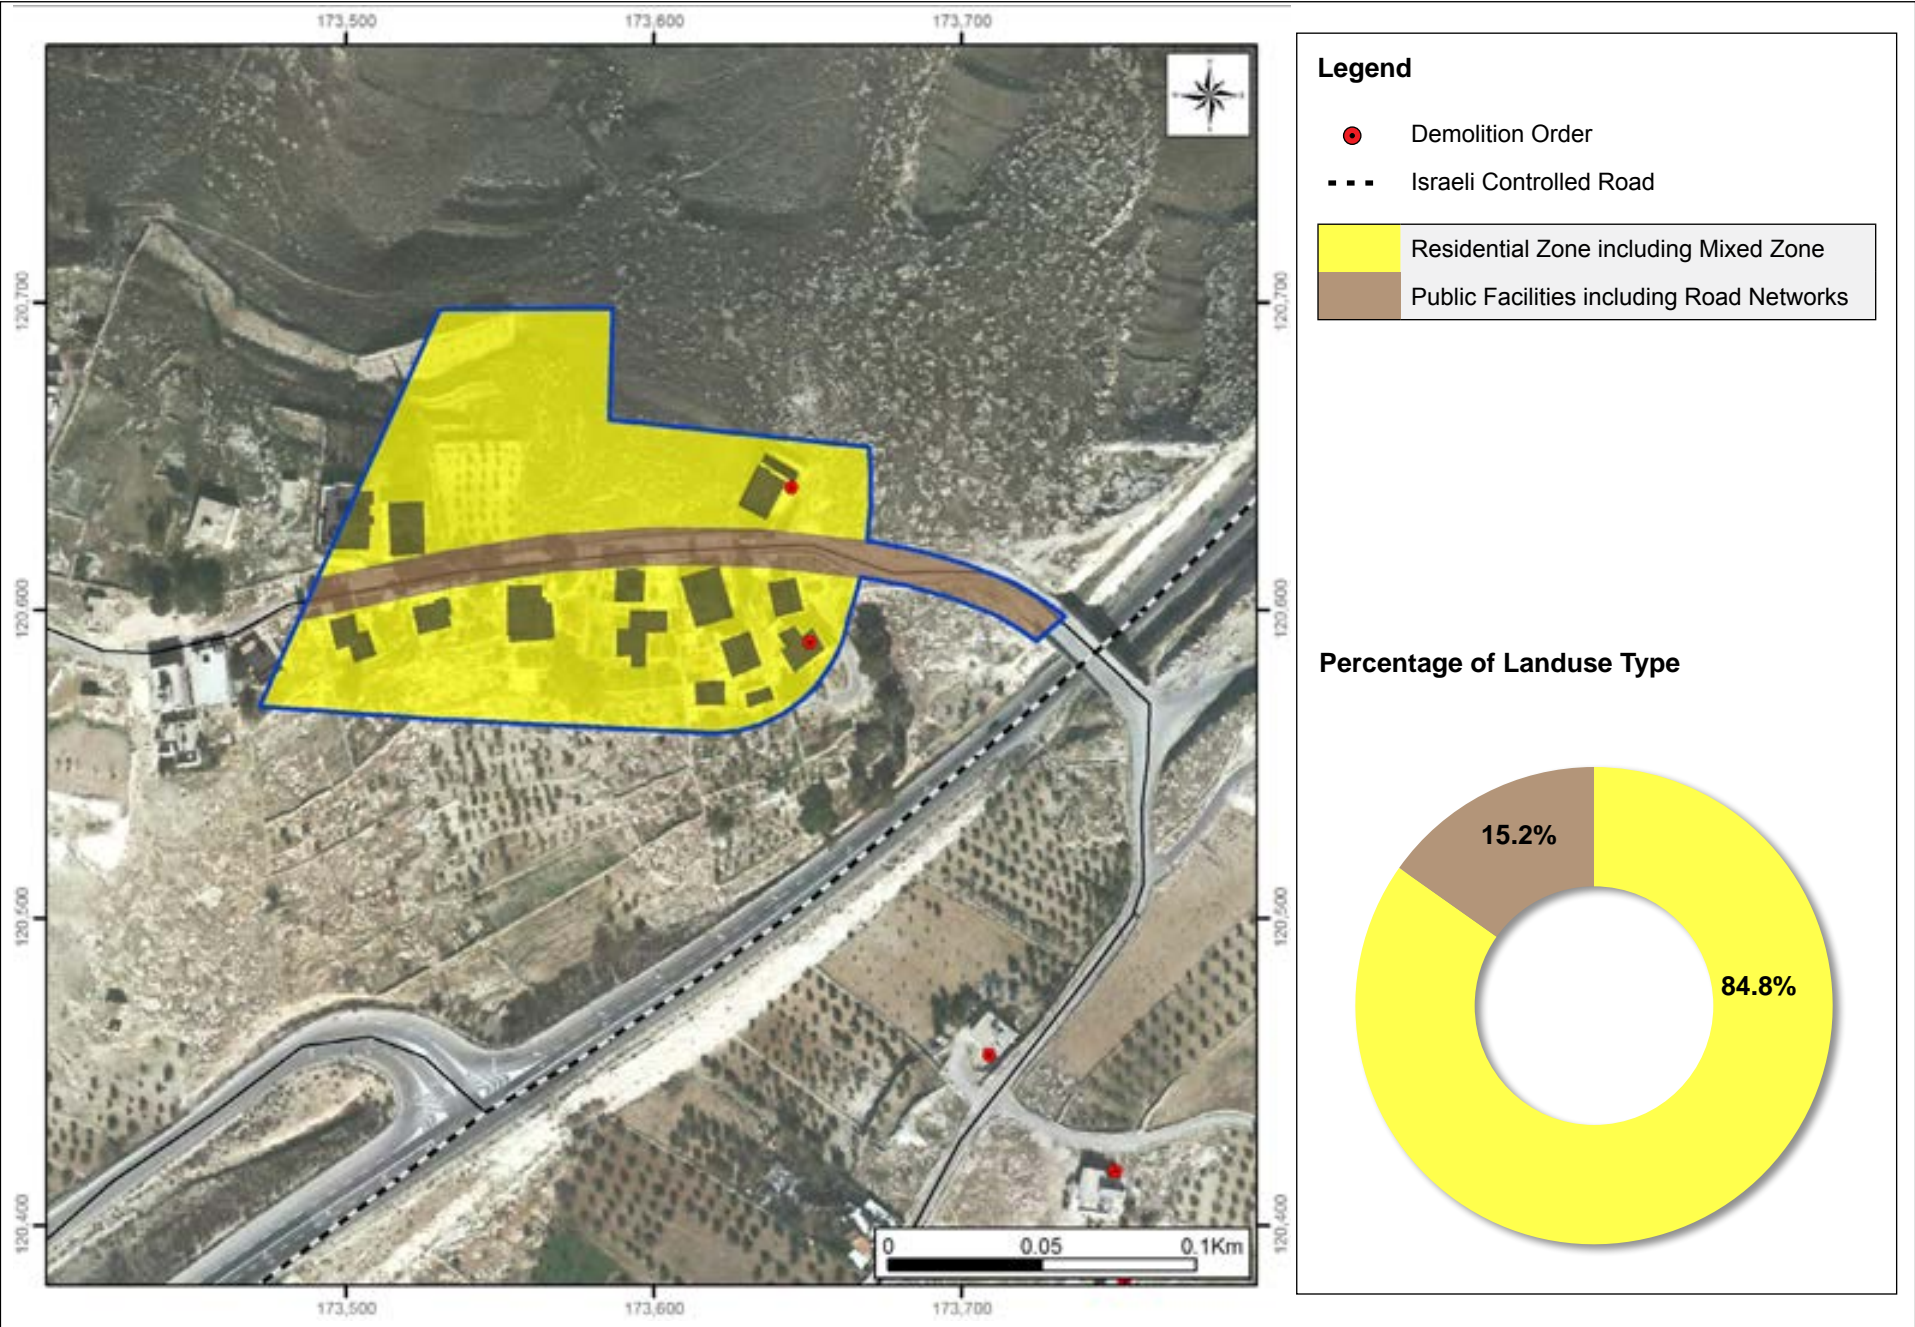 173,500
173,600
173,700
120,700
120,600
120,500
120,400
120,700
120,600
120,500
120,400
0
0.05
0.1Km
173,500
173,600
173,700
Legend
Demolition Order
Israeli Controlled Road
Residential Zone including Mixed Zone
Public Facilities including Road Networks
Percentage of Landuse Type
15.2%
84.8%